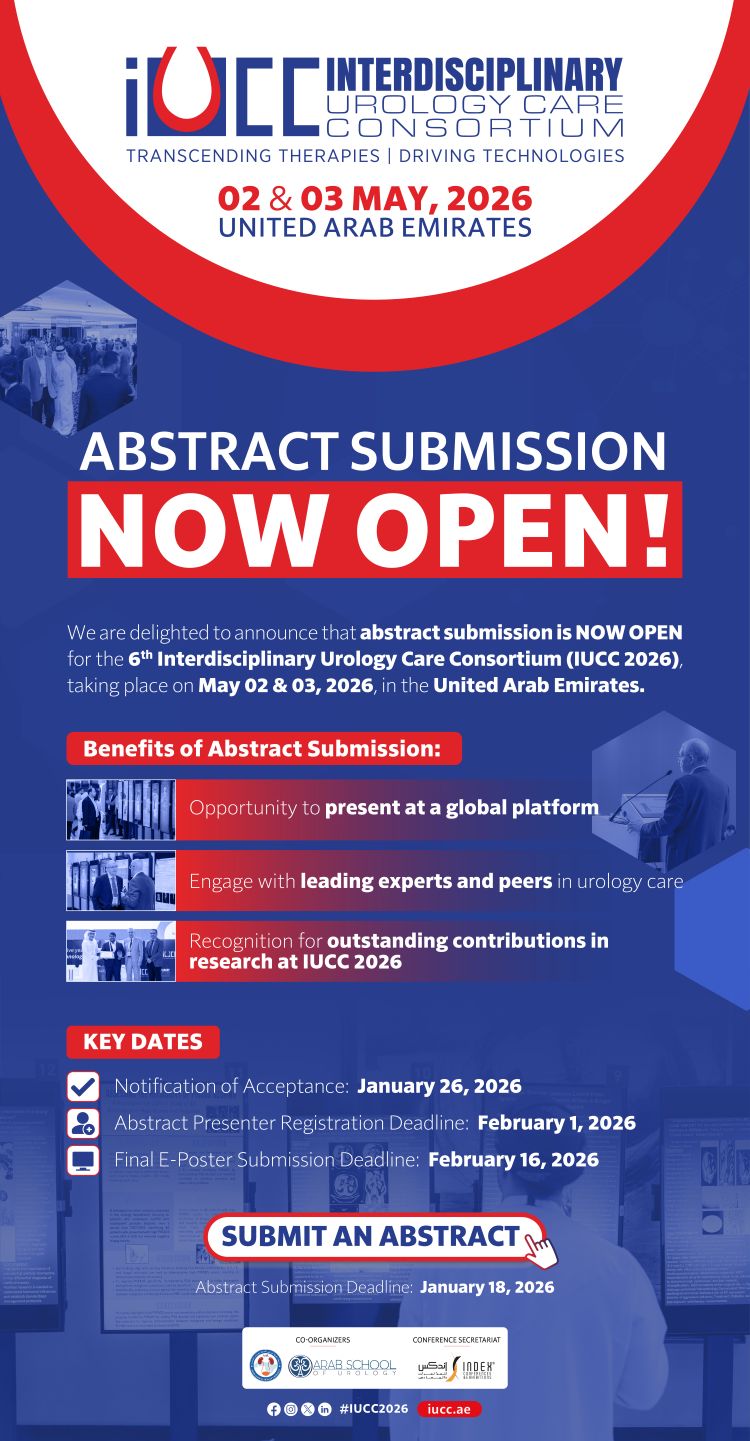 iUCC INTERDISCIPLINARY
UROLOGY CARE
CONSORTIUM
TRANSCENDING THERAPIES | DRIVING TECHNOLOGIES
02 & 03 MAY, 2026
UNITED ARAB EMIRATES
ABSTRACT SUBMISSION
NOW OPEN!
We are delighted to announce that abstract submission is NOW OPEN
for the 6th Interdisciplinary Urology Care Consortium (IUCC 2026),
taking place on May 02 & 03, 2026, in the United Arab Emirates.
Benefits of Abstract Submission:
Opportunity to present at a global platform
Engage with leading experts and peers in urology care
Recognition for outstanding contributions in
research at IUCC 2026
KEY DATES
Notification of Acceptance: January 26, 2026
Abstract Presenter Registration Deadline: February 1, 2026
Final E-Poster Submission Deadline: February 16, 2026
SUBMIT AN ABSTRACT
Abstract Submission Deadline: January 18, 2026
CO-ORGANIZERS
CONFERENCE SECRETARIAT
ARAB SCHOOL
OF UROLOGY
إندكس
INDEX
CONFERENCES
& EXHIBITIONS
#IUCC2026 iucc.ae